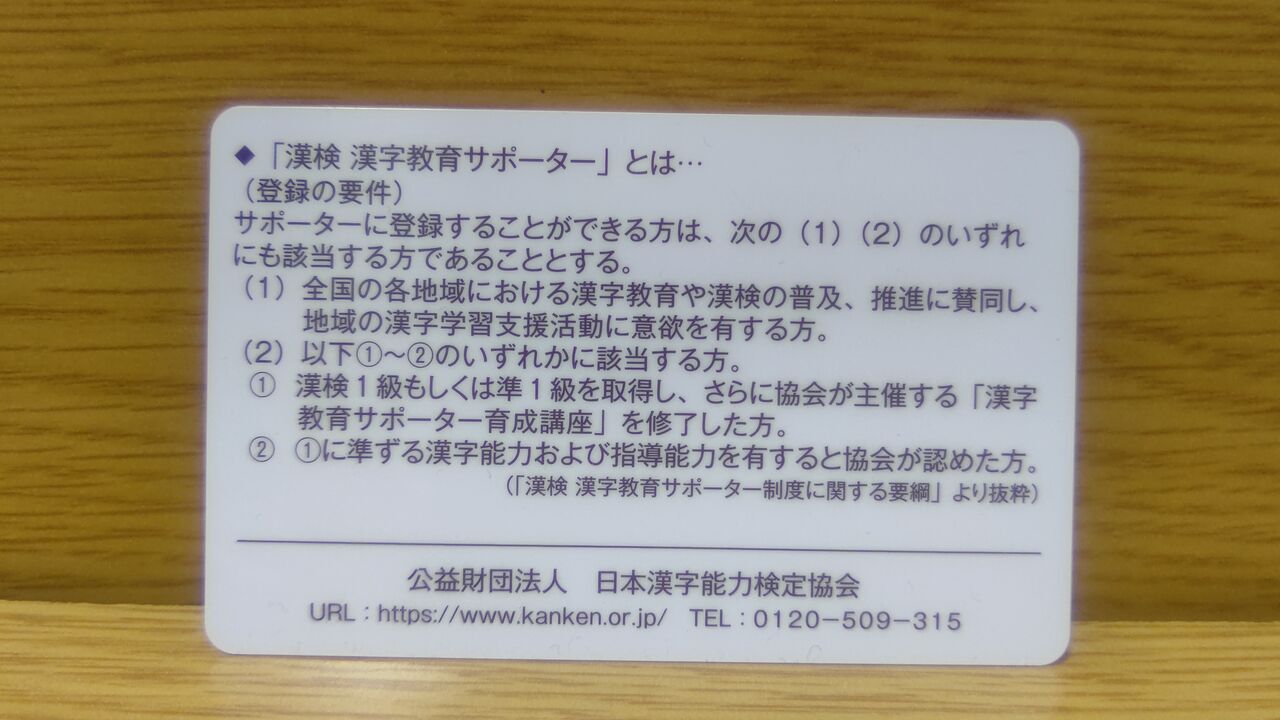 ◆「漢検 漢字教育サポーター」とは…
（登録の要件）
サポーターに登録することができる方は、次の（1）（2）のいずれ
にも該当する方であることとする。
（1）全国の各地域における漢字教育や漢検の普及、推進に賛同し、
地域の漢字学習支援活動に意欲を有する方。
（2）以下①～②のいずれかに該当する方。
① 漢検1級もしくは準1級を取得し、さらに協会が主催する「漢字
教育サポーター育成講座」を修了した方。
② ①に準ずる漢字能力および指導能力を有すると協会が認めた方。
（「漢検 漢字教育サポーター制度に関する要綱」より抜粋）
公益財団法人　日本漢字能力検定協会
URL：https://www.kanken.or.jp/　TEL：0120−509−315